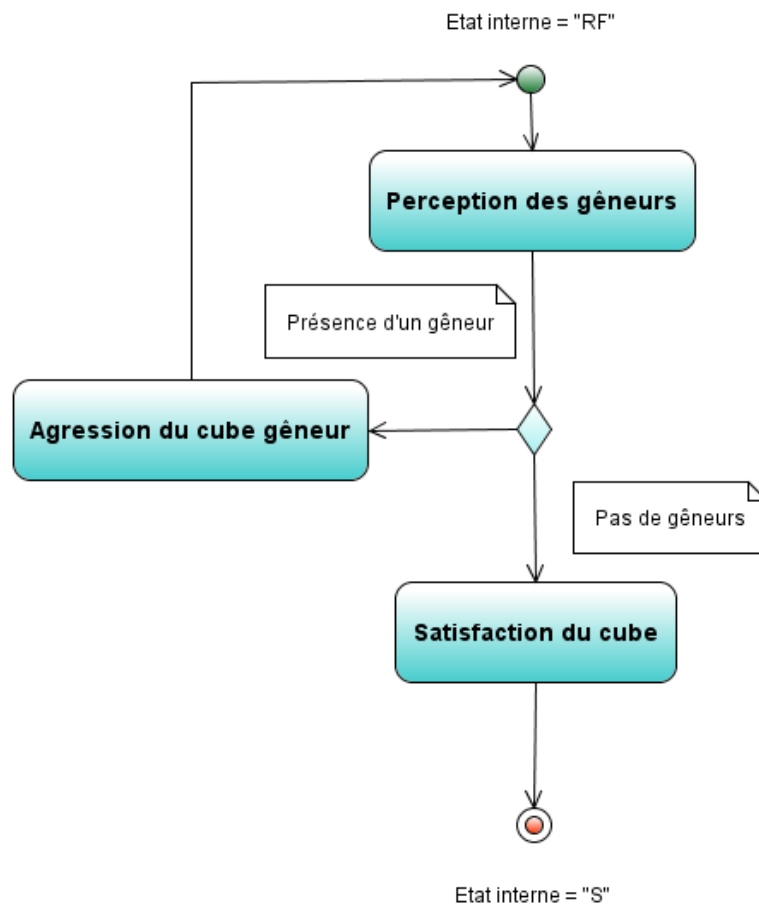 Etat interne = "RF"
Perception des gêneurs
Présence d'un gêneur
Agression du cube gêneur
Pas de gêneurs
Satisfaction du cube
Etat interne = "S"